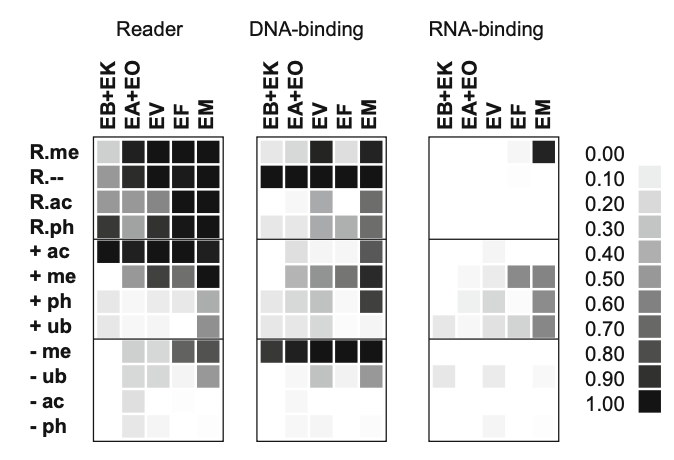 Reader DNA-binding RNA-binding
EB+EK EA+EO EV EF EM EB+EK EA+EO EV EF EM EB+EK EA+EO EV EF EM
R.me 0.00
R.-- 0.10
R.ac 0.20
R.ph 0.30
+ ac 0.40
+ me 0.50
+ ph 0.60
+ ub 0.70
- me 0.80
- ub 0.90
- ac 1.00
- ph